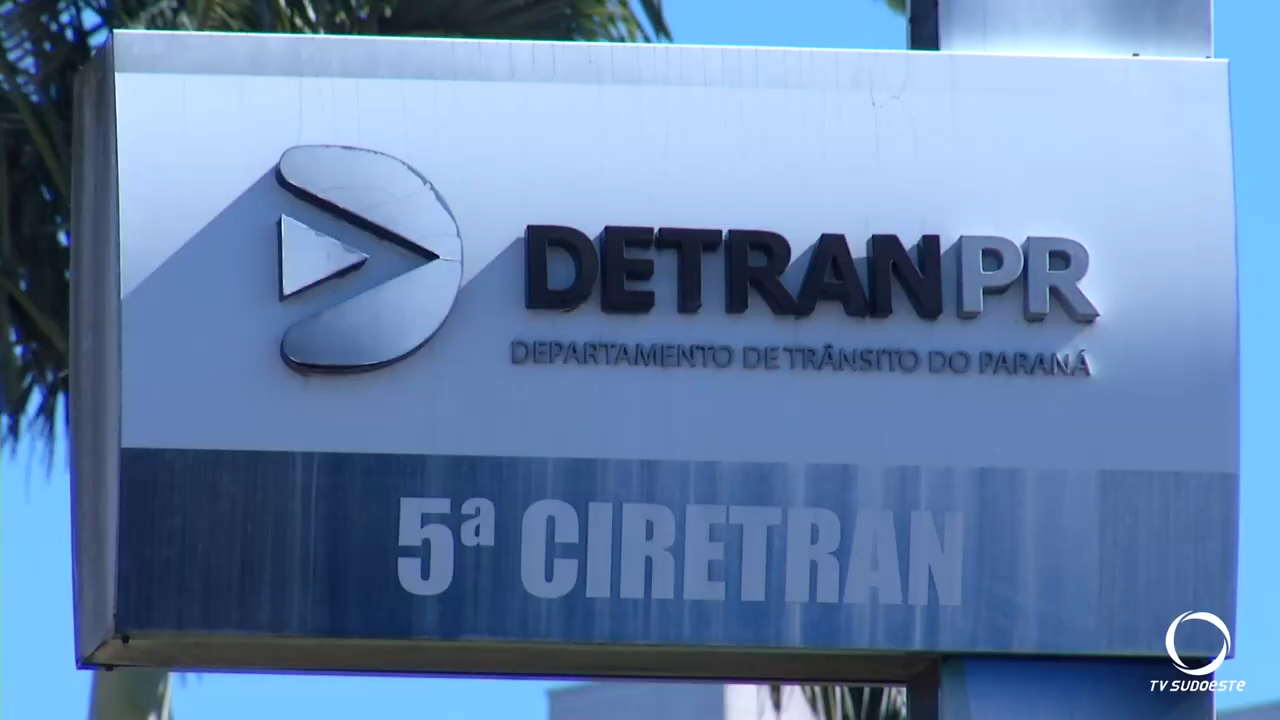 DETRANPR
DEPARTAMENTO DE TRÂNSITO DO PARANÁ
5ª CIRETRAN
TV SUDOESTE